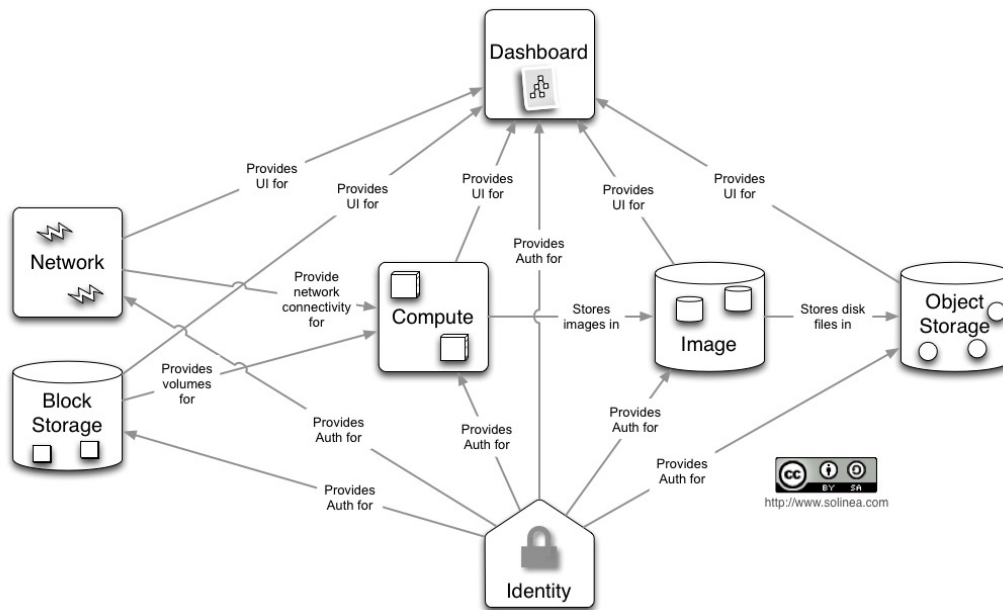 Dashboard
Provides
UI for
Provides
UI for
Provides
UI for
Provides
UI for
Provides
UI for
Provides
Auth for
Network
Provide
network
connectivity
for
Compute
Stores
images in
Image
Stores disk
files in
Object
Storage
Block
Storage
Provides
volumes
for
Provides
Auth for
Provides
Auth for
Provides
Auth for
Provides
Auth for
Provides
Auth for
Identity
cc
BY SA
http://www.solinea.com